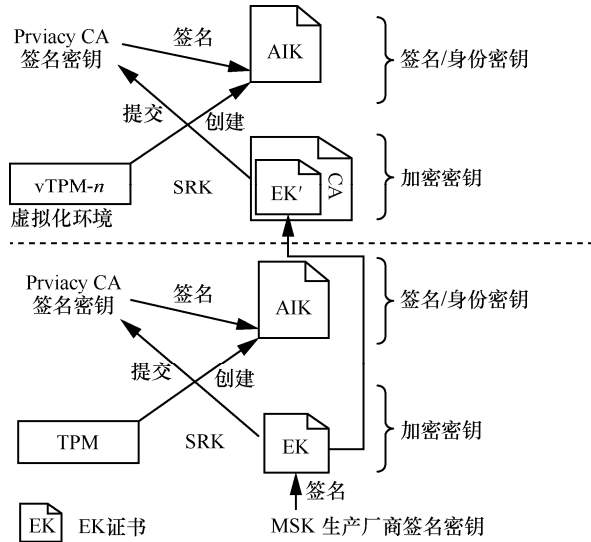 Prviacy CA
签名密钥
签名
AIK
签名/身份密钥
提交
创建
vTPM-n
SRK
EK′
CA
加密密钥
虚拟化环境
Prviacy CA
签名密钥
签名
AIK
签名/身份密钥
提交
创建
TPM
SRK
EK
加密密钥
签名
EK
EK证书
MSK 生产厂商签名密钥